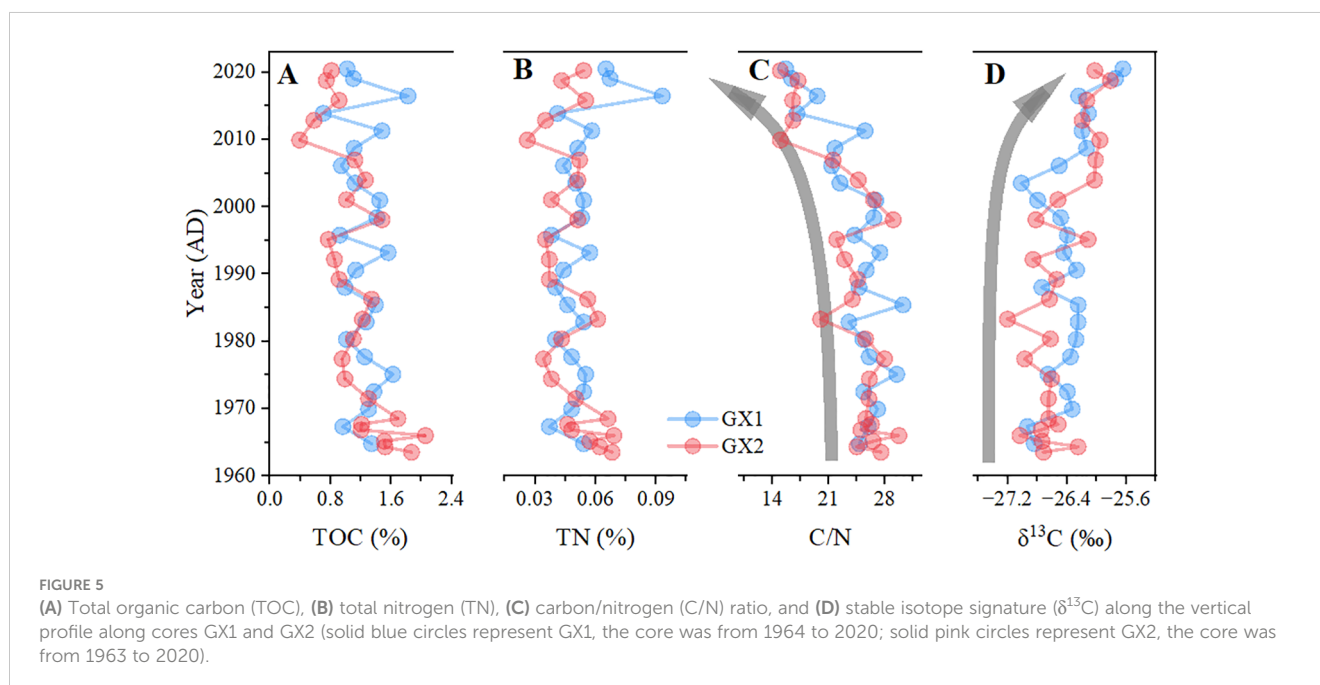 A
B
C
D
2020
2010
2000
1990
1980
1970
1960
Year (AD)
GX1
GX2
0.0 0.8 1.6 2.4
0.03 0.06 0.09
14 21 28
−27.2 −26.4 −25.6
TOC (%)
TN (%)
C/N
δ¹³C (‰)
FIGURE 5
(A) Total organic carbon (TOC), (B) total nitrogen (TN), (C) carbon/nitrogen (C/N) ratio, and (D) stable isotope signature (δ¹³C) along the vertical
profile along cores GX1 and GX2 (solid blue circles represent GX1, the core was from 1964 to 2020; solid pink circles represent GX2, the core was
from 1963 to 2020).